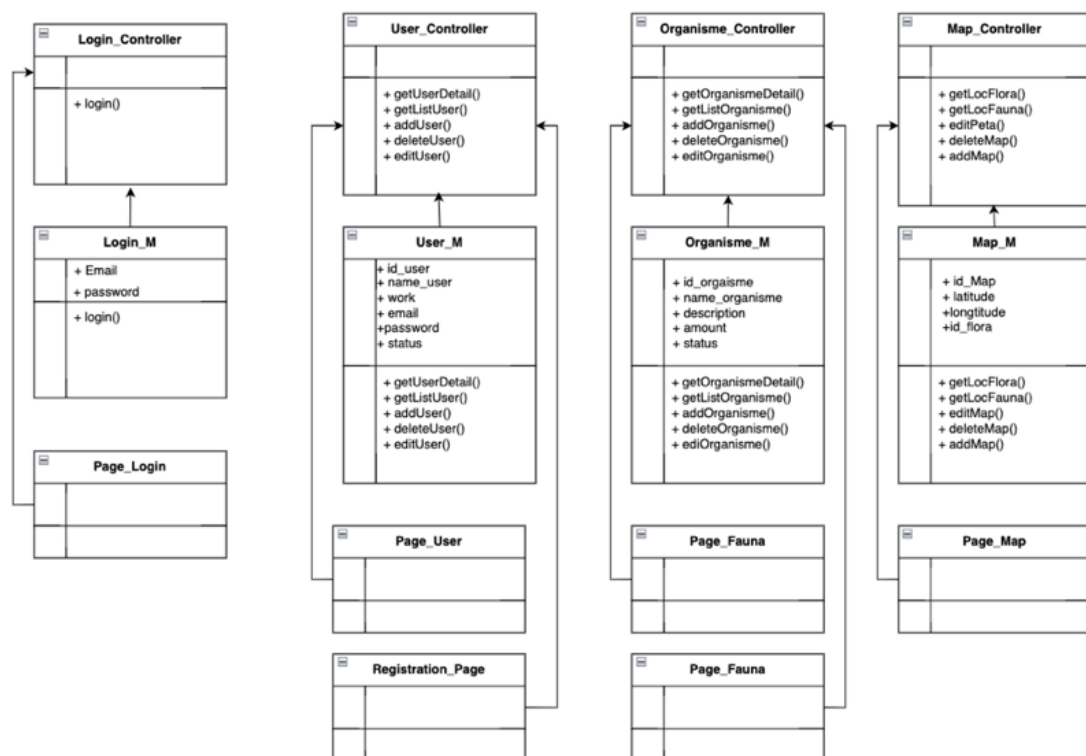 Login_Controller
+ login()
Login_M
+ Email
+ password
+ login()
Page_Login
User_Controller
+ getUserDetail()
+ getListUser()
+ addUser()
+ deleteUser()
+ editUser()
User_M
+ id_user
+ name_user
+ work
+ email
+password
+ status
+ getUserDetail()
+ getListUser()
+ addUser()
+ deleteUser()
+ editUser()
Page_User
Registration_Page
Organisme_Controller
+ getOrganismeDetail()
+ getListOrganisme()
+ addOrganisme()
+ deleteOrganisme()
+ editOrganisme()
Organisme_M
+ id_orgaisme
+ name_organisme
+ description
+ amount
+ status
+ getOrganismeDetail()
+ getListOrganisme()
+ addOrganisme()
+ deleteOrganisme()
+ ediOrganisme()
Page_Fauna
Page_Fauna
Map_Controller
+ getLocFlora()
+ getLocFauna()
+ editPeta()
+ deleteMap()
+ addMap()
Map_M
+ id_Map
+ latitude
+longtitude
+id_flora
+ getLocFlora()
+ getLocFauna()
+ editMap()
+ deleteMap()
+ addMap()
Page_Map